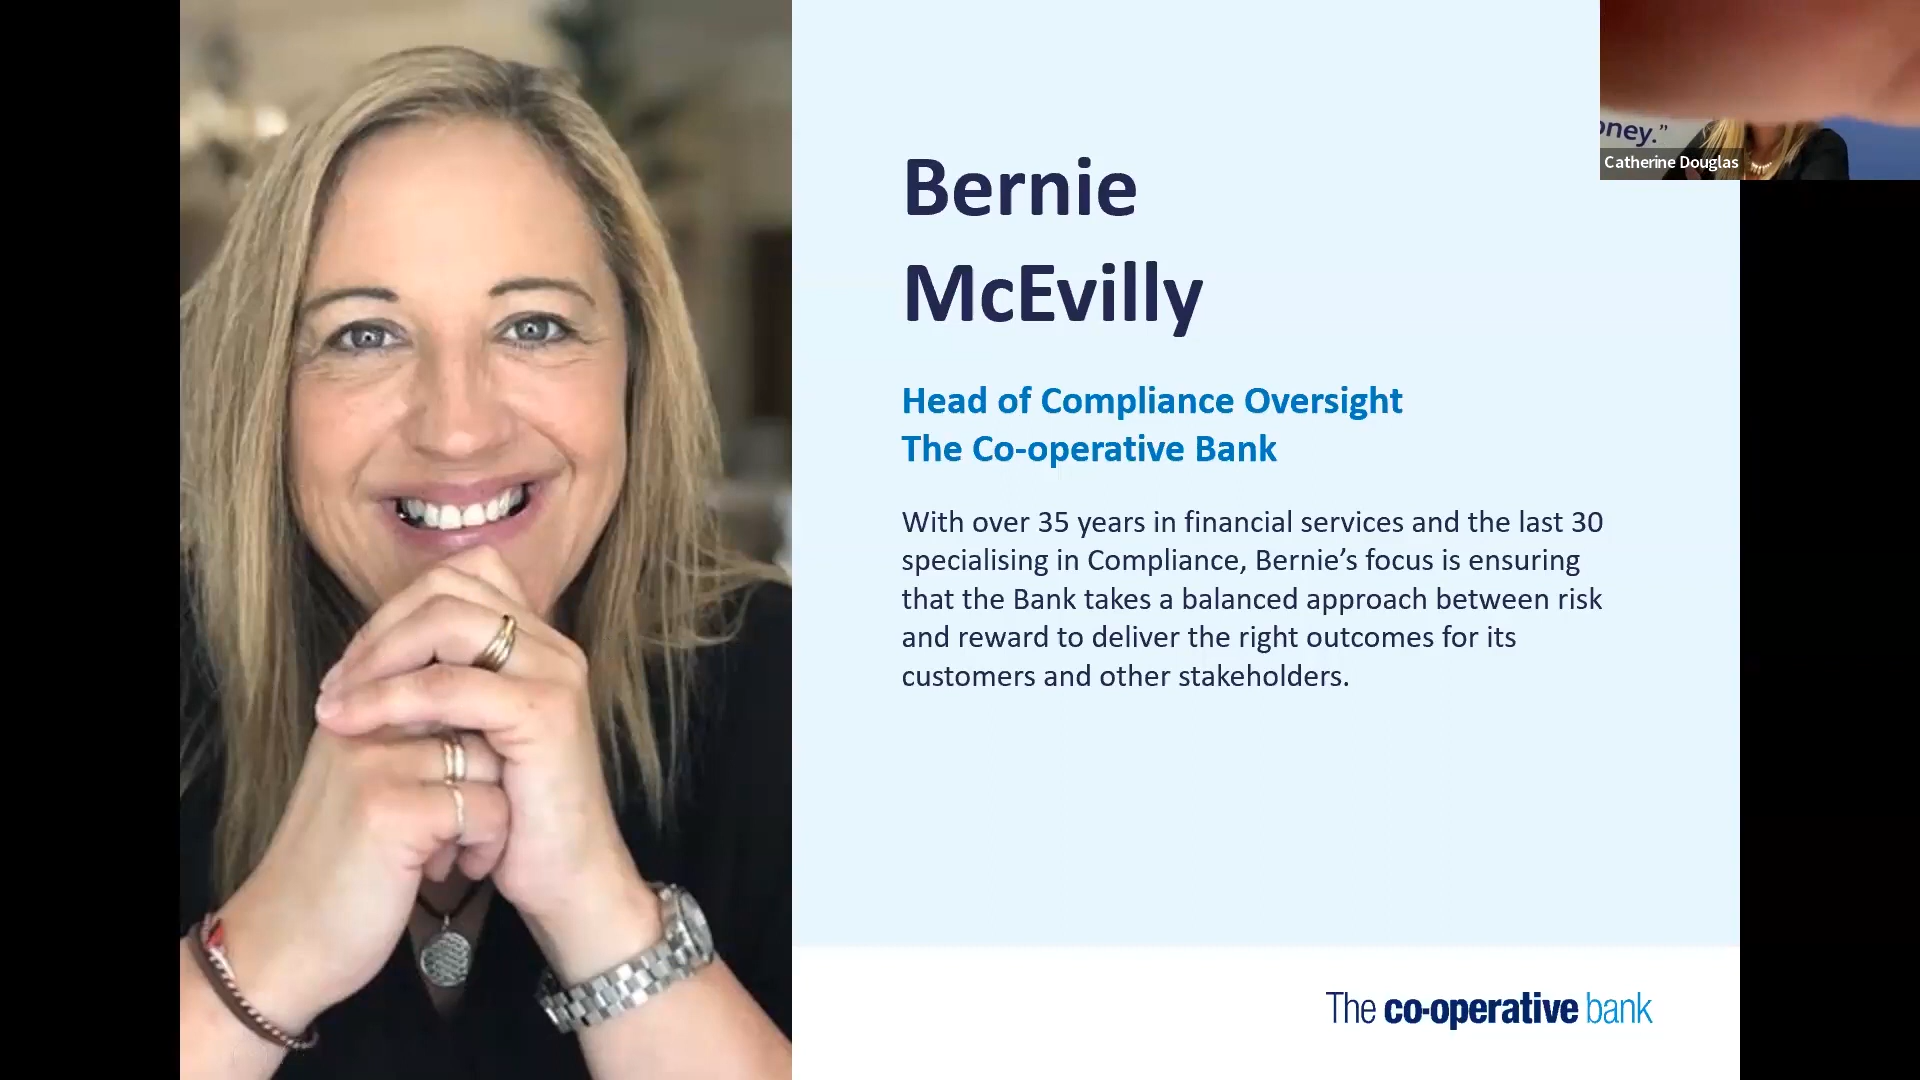 Bernie
McEvilly
Head of Compliance Oversight
The Co-operative Bank
With over 35 years in financial services and the last 30
specialising in Compliance, Bernie’s focus is ensuring
that the Bank takes a balanced approach between risk
and reward to deliver the right outcomes for its
customers and other stakeholders.
The co-operative bank
oney.”
Catherine Douglas